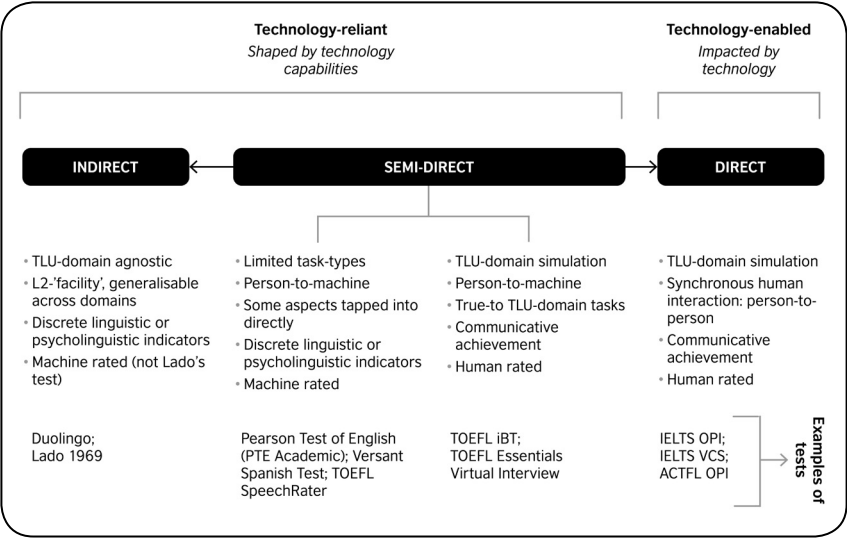 Technology-reliant
Shaped by technology
capabilities
Technology-enabled
Impacted by
technology
INDIRECT
SEMI-DIRECT
DIRECT
• TLU-domain agnostic
• L2-'facility', generalisable
across domains
• Discrete linguistic or
psycholinguistic indicators
• Machine rated (not Lado's
test)
• Limited task-types
• Person-to-machine
• Some aspects tapped into
directly
• Discrete linguistic or
psycholinguistic indicators
• Machine rated
• TLU-domain simulation
• Person-to-machine
• True-to TLU-domain tasks
• Communicative
achievement
• Human rated
• TLU-domain simulation
• Synchronous human
interaction: person-to-
person
• Communicative
achievement
• Human rated
Duolingo;
Lado 1969
Pearson Test of English
(PTE Academic); Versant
Spanish Test; TOEFL
SpeechRater
TOEFL iBT;
TOEFL Essentials
Virtual Interview
IELTS OPI;
IELTS VCS;
ACTFL OPI
Examples of
tests